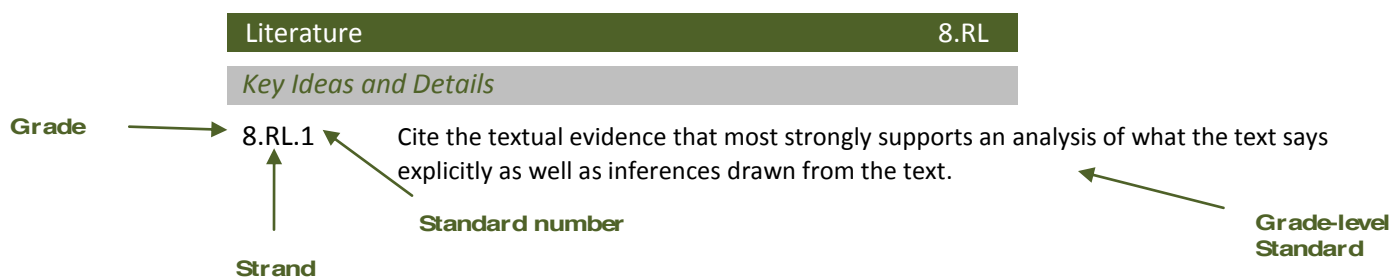 Literature 8.RL
Key Ideas and Details
Grade
8.RL.1 Cite the textual evidence that most strongly supports an analysis of what the text says
explicitly as well as inferences drawn from the text.
Standard number
Grade-level
Standard
Strand